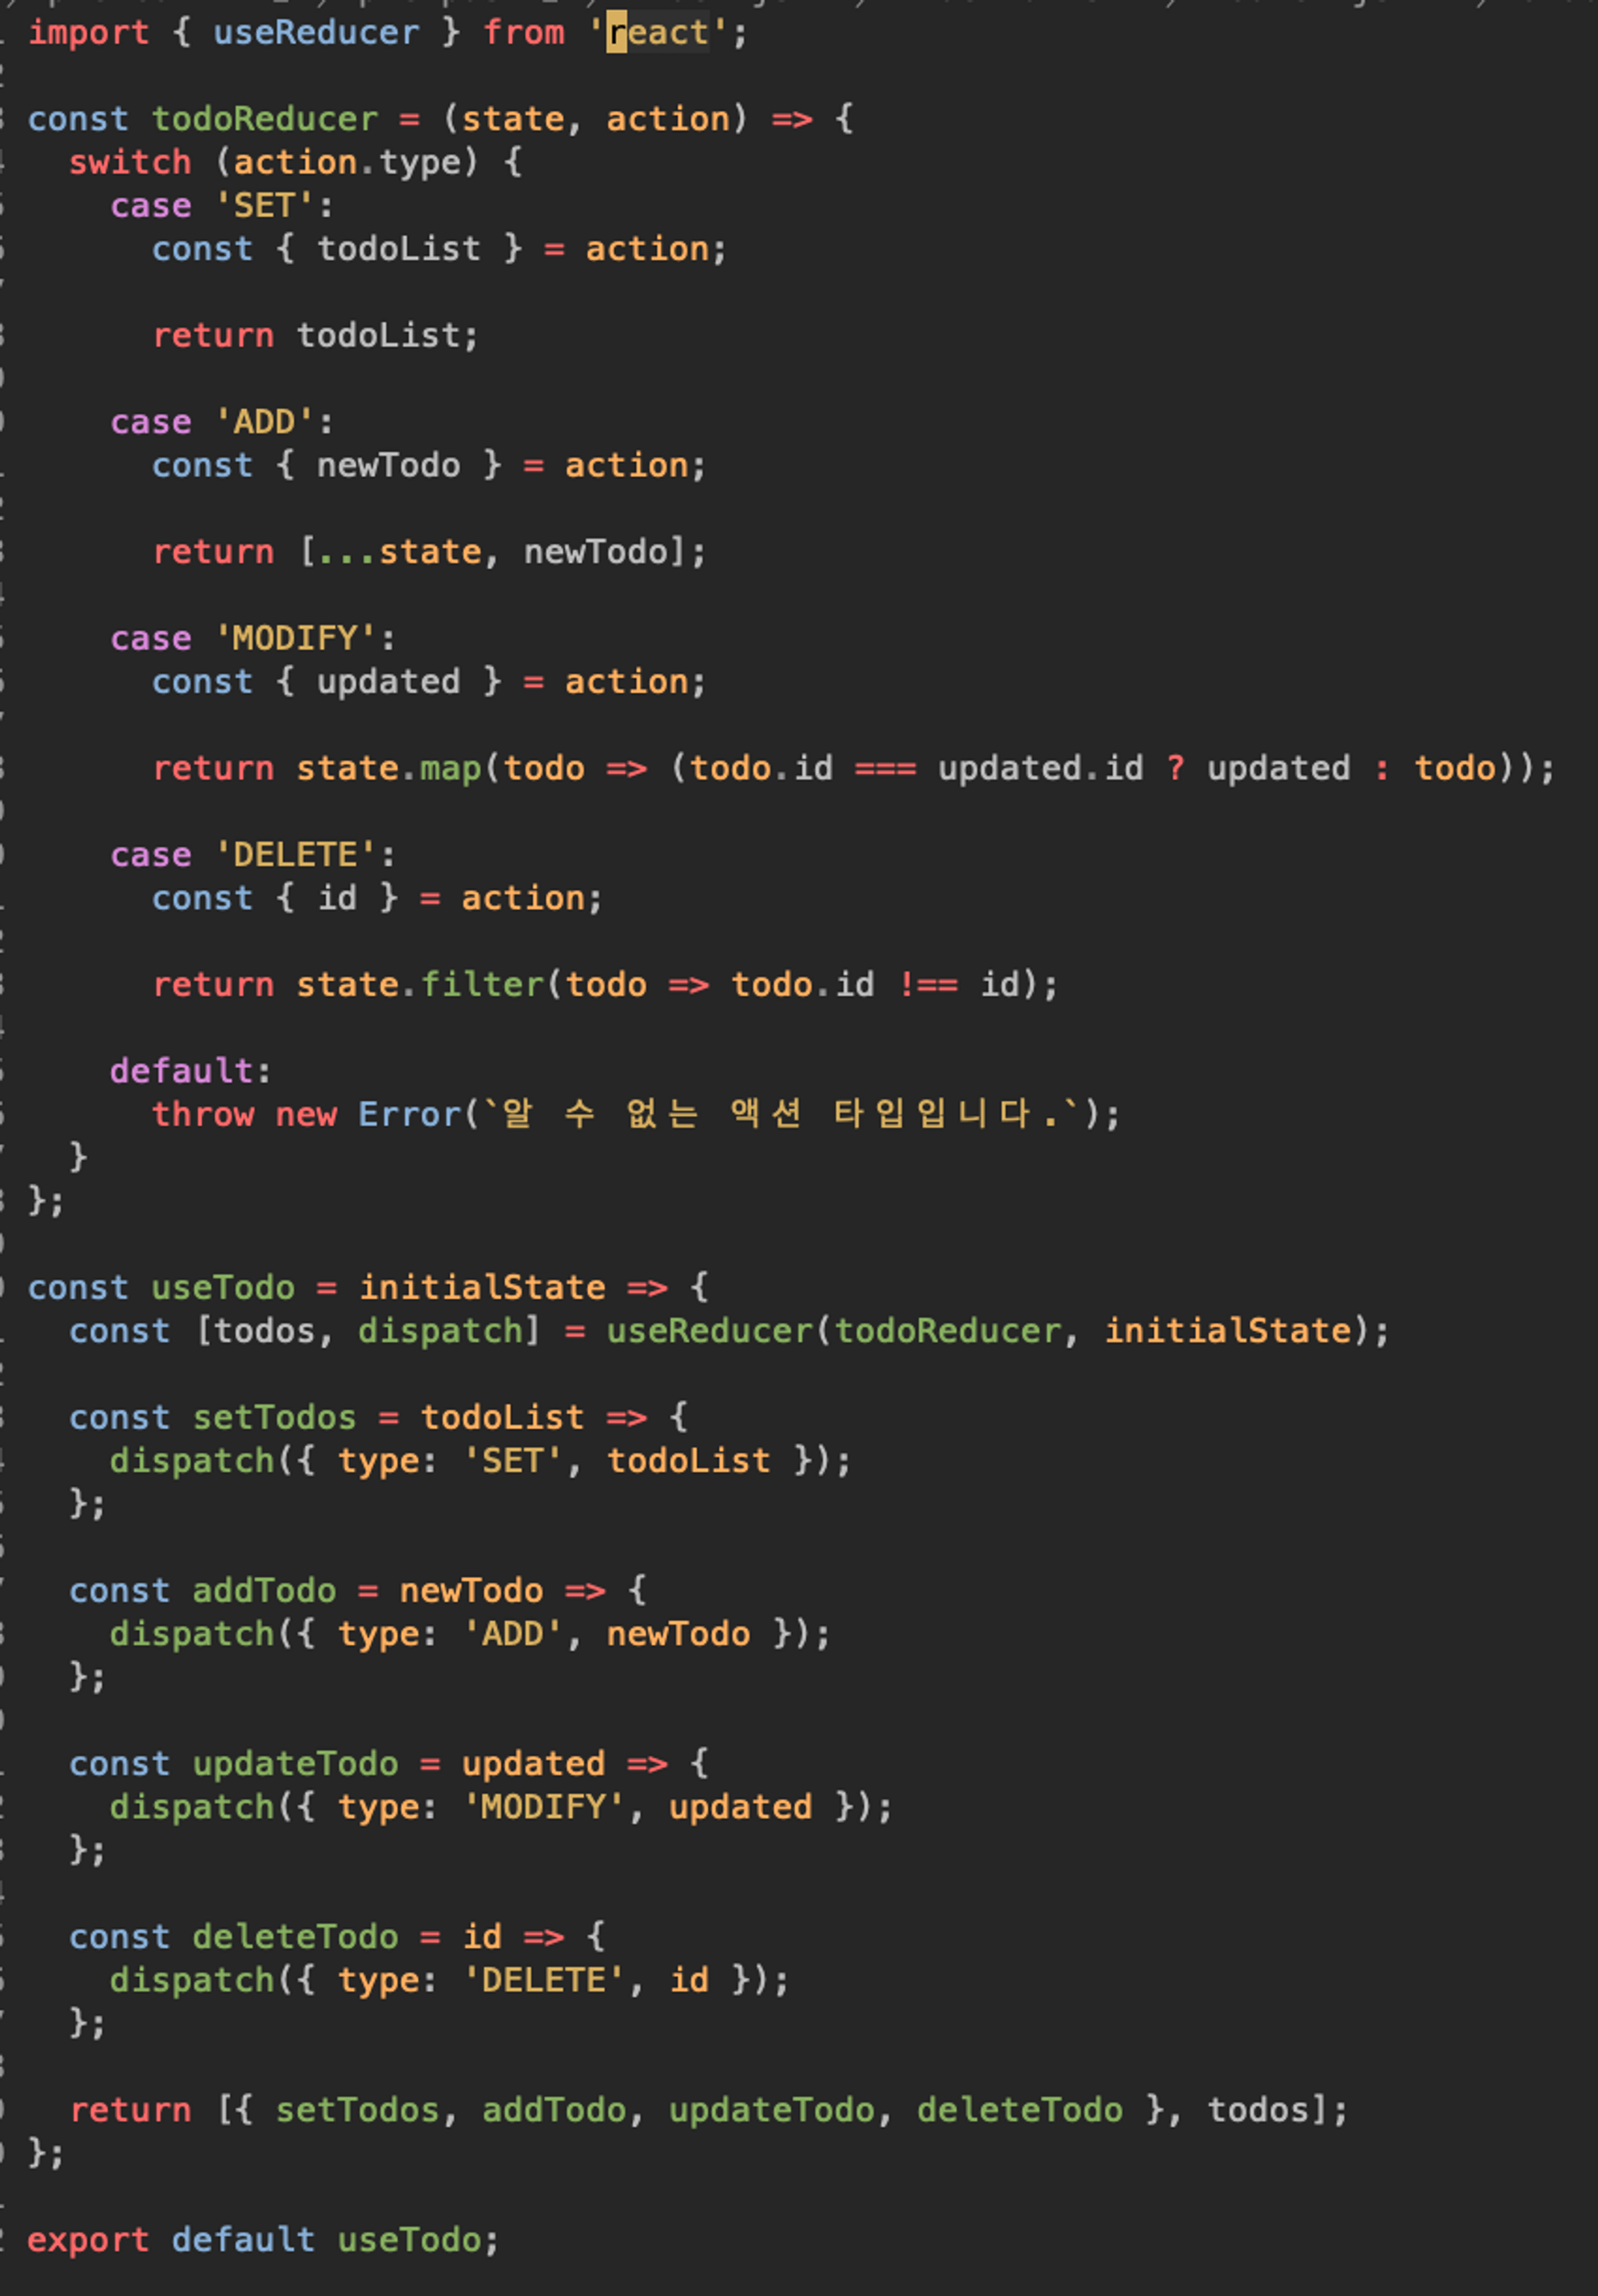 import { useReducer } from 'react';
const todoReducer = (state, action) => {
  switch (action.type) {
    case 'SET':
      const { todoList } = action;
      return todoList;
    case 'ADD':
      const { newTodo } = action;
      return [...state, newTodo];
    case 'MODIFY':
      const { updated } = action;
      return state.map(todo => (todo.id === updated.id ? updated : todo));
    case 'DELETE':
      const { id } = action;
      return state.filter(todo => todo.id !== id);
    default:
      throw new Error(`알 수 없는 액션 타입입니다.`);
  }
};
const useTodo = initialState => {
  const [todos, dispatch] = useReducer(todoReducer, initialState);
  const setTodos = todoList => {
    dispatch({ type: 'SET', todoList });
  };
  const addTodo = newTodo => {
    dispatch({ type: 'ADD', newTodo });
  };
  const updateTodo = updated => {
    dispatch({ type: 'MODIFY', updated });
  };
  const deleteTodo = id => {
    dispatch({ type: 'DELETE', id });
  };
  return [{ setTodos, addTodo, updateTodo, deleteTodo }, todos];
};
export default useTodo;